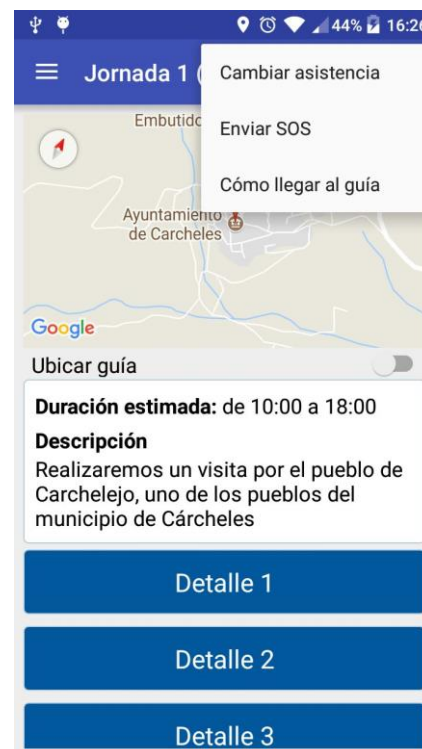 44% 16:26
Jornada 1 (
Cambiar asistencia
Enviar SOS
Cómo llegar al guía
Embutido
Ayuntamiento
de Carcheles
Google
Ubicar guía
Duración estimada: de 10:00 a 18:00
Descripción
Realizaremos un visita por el pueblo de
Carchelejo, uno de los pueblos del
municipio de Cárcheles
Detalle 1
Detalle 2
Detalle 3